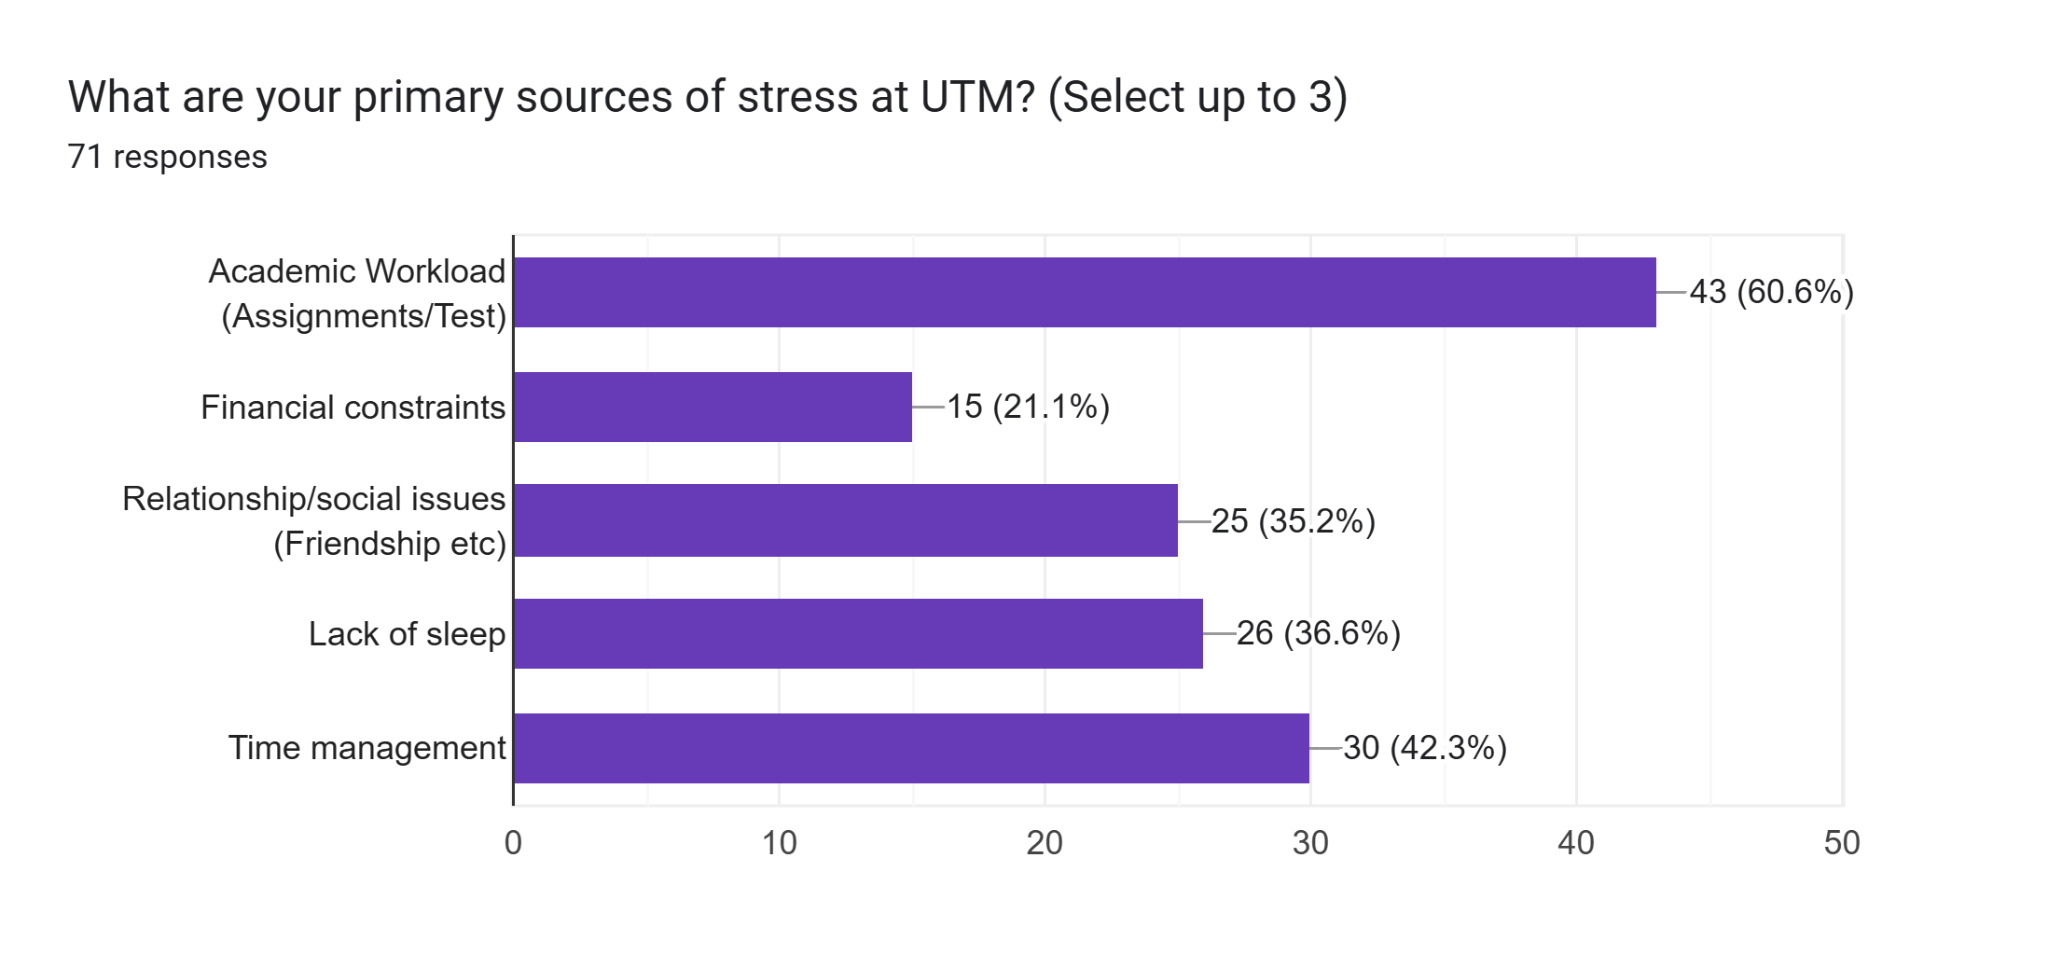 What are your primary sources of stress at UTM? (Select up to 3)
71 responses
Academic Workload
(Assignments/Test)
43 (60.6%)
Financial constraints
15 (21.1%)
Relationship/social issues
(Friendship etc)
25 (35.2%)
Lack of sleep
26 (36.6%)
Time management
30 (42.3%)
0 10 20 30 40 50